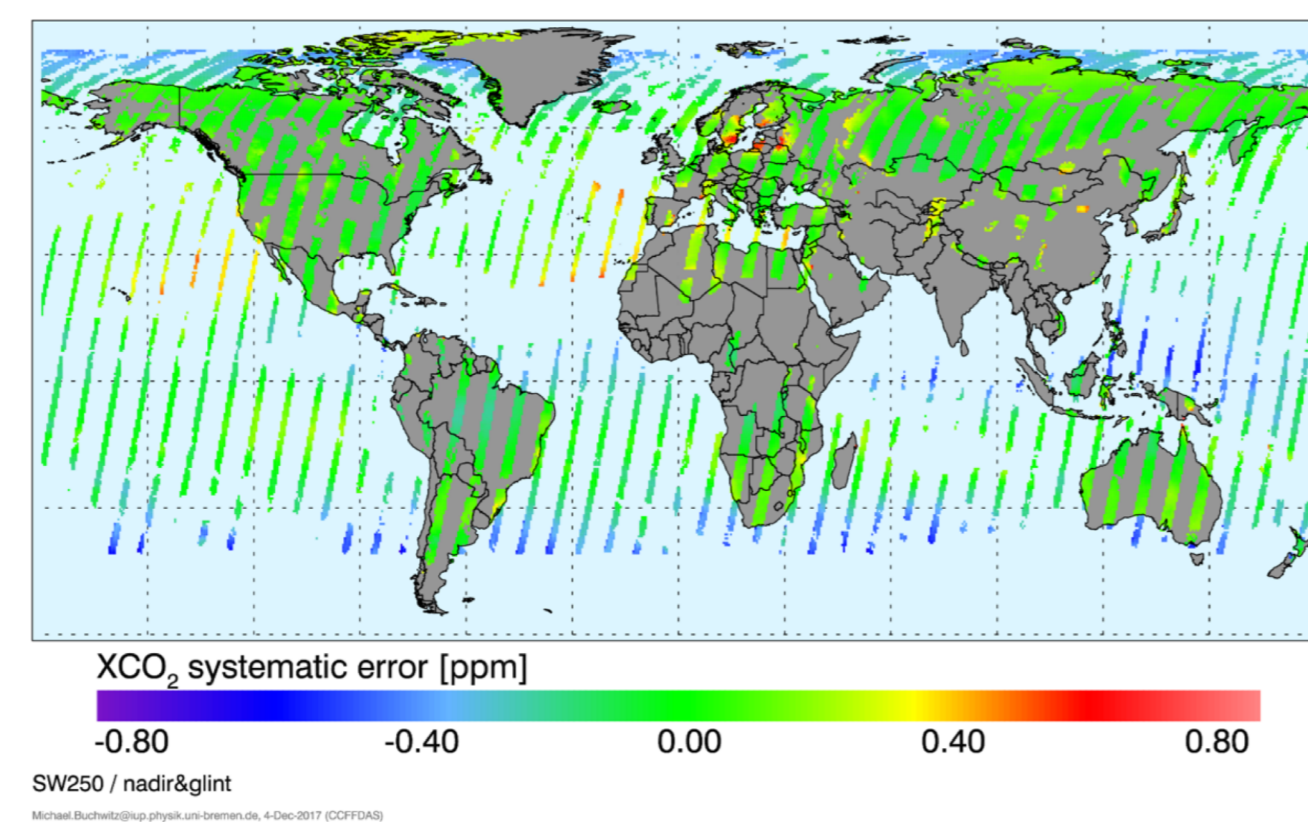 XCO₂ systematic error [ppm]
-0.80 -0.40 0.00 0.40 0.80
SW250 / nadir&glint
Michael.Buchwitz@iup.physik.uni-bremen.de, 4-Dec-2017 (CCFFDAS)